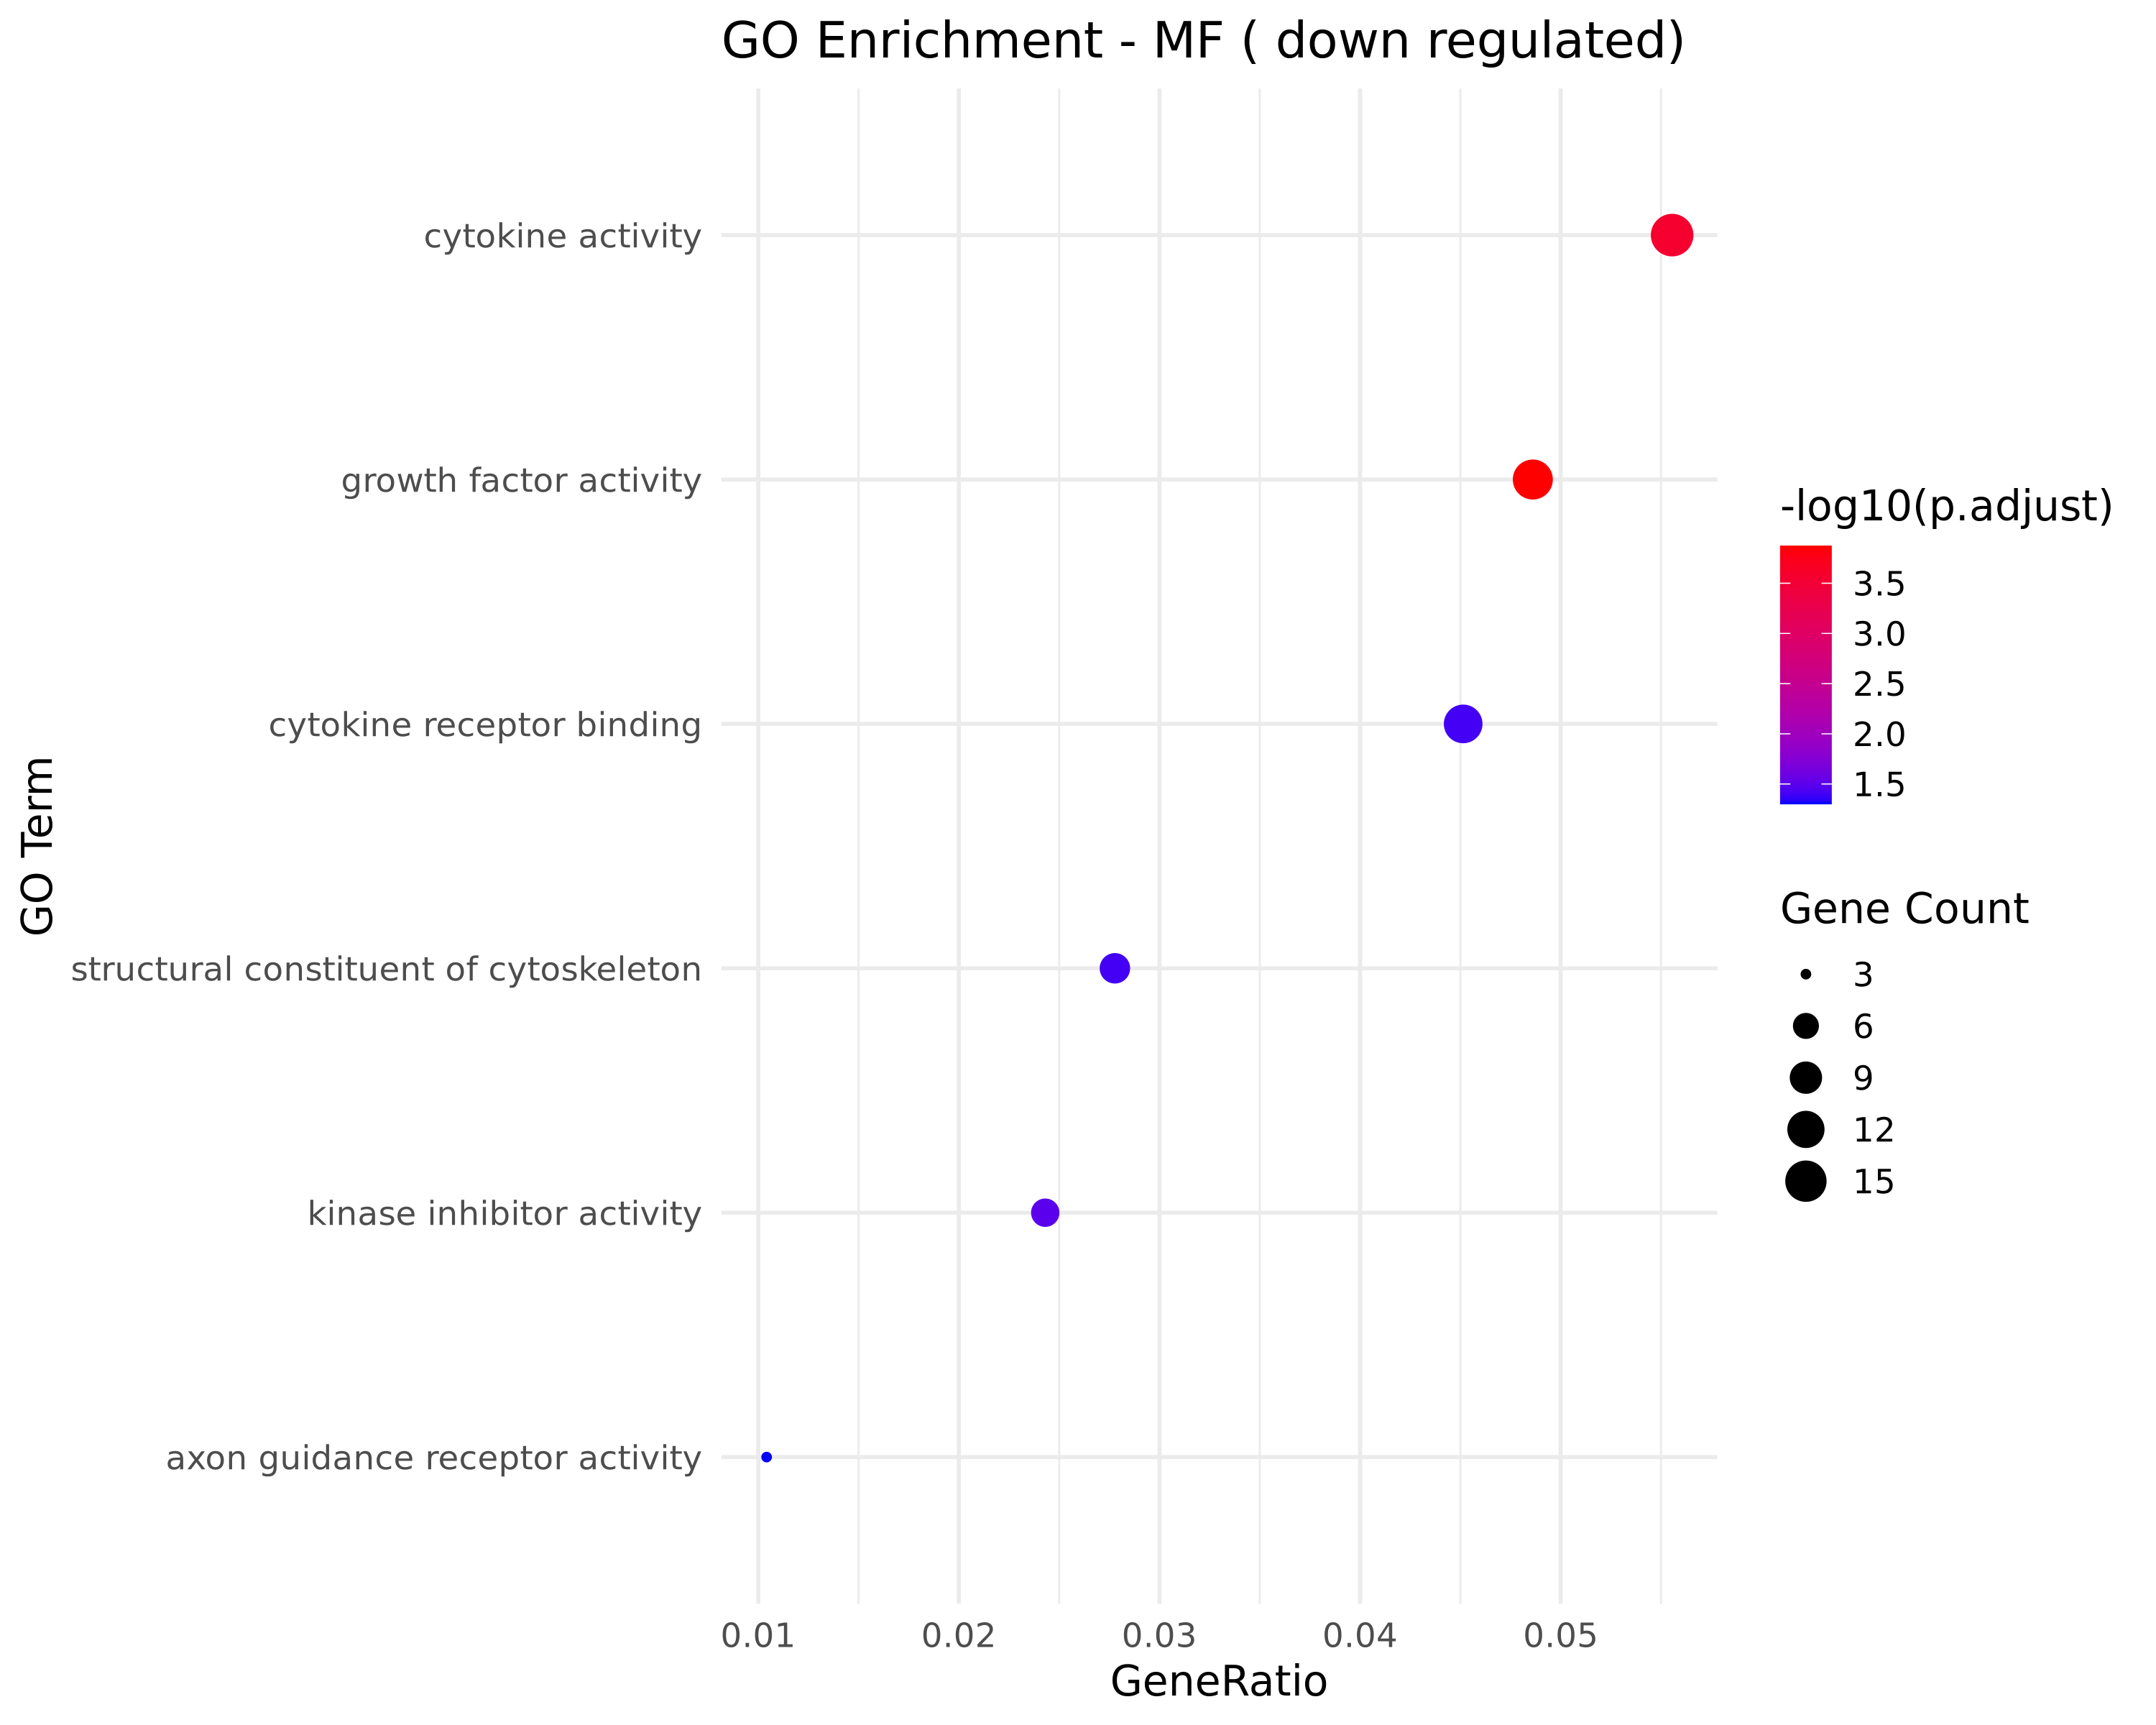 GO Enrichment - MF ( down regulated)
cytokine activity
growth factor activity
cytokine receptor binding
structural constituent of cytoskeleton
kinase inhibitor activity
axon guidance receptor activity
GO Term
0.01 0.02 0.03 0.04 0.05
GeneRatio
-log10(p.adjust)
3.5
3.0
2.5
2.0
1.5
Gene Count
3
6
9
12
15